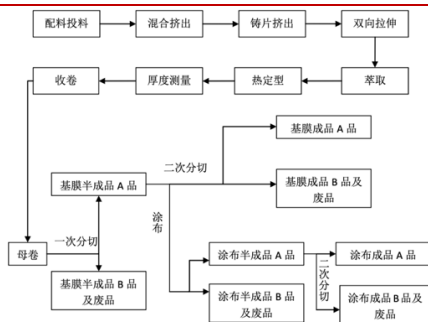 配料投料
混合挤出
铸片挤出
双向拉伸
收卷
厚度测量
热定型
萃取
基膜成品 A 品
二次分切
基膜半成品 A 品
基膜成品 B 品及
废品
涂布
一次分切
母卷
涂布半成品 A 品
涂布成品 A 品
二次分切
基膜半成品 B 品
及废品
涂布半成品 B 品
及废品
涂布成品 B 品及
废品